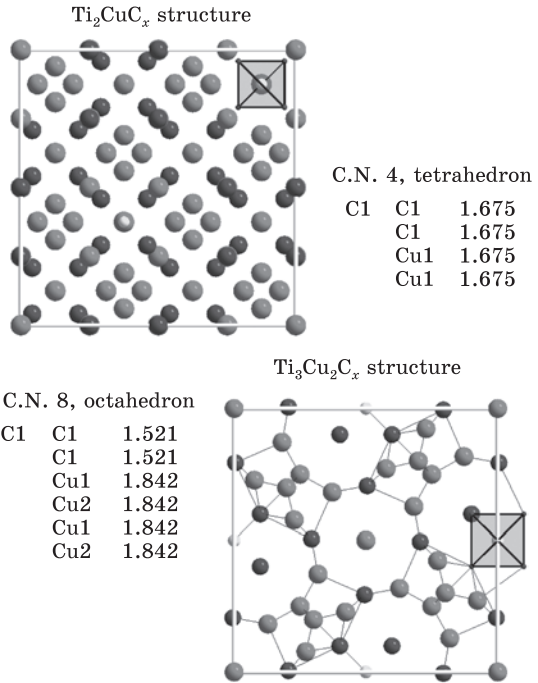 Ti₂CuCₓ structure
C.N. 4, tetrahedron
C1 C1 1.675
C1 1.675
Cu1 1.675
Cu1 1.675
Ti₃Cu₂Cₓ structure
C.N. 8, octahedron
C1 C1 1.521
C1 1.521
Cu1 1.842
Cu2 1.842
Cu1 1.842
Cu2 1.842